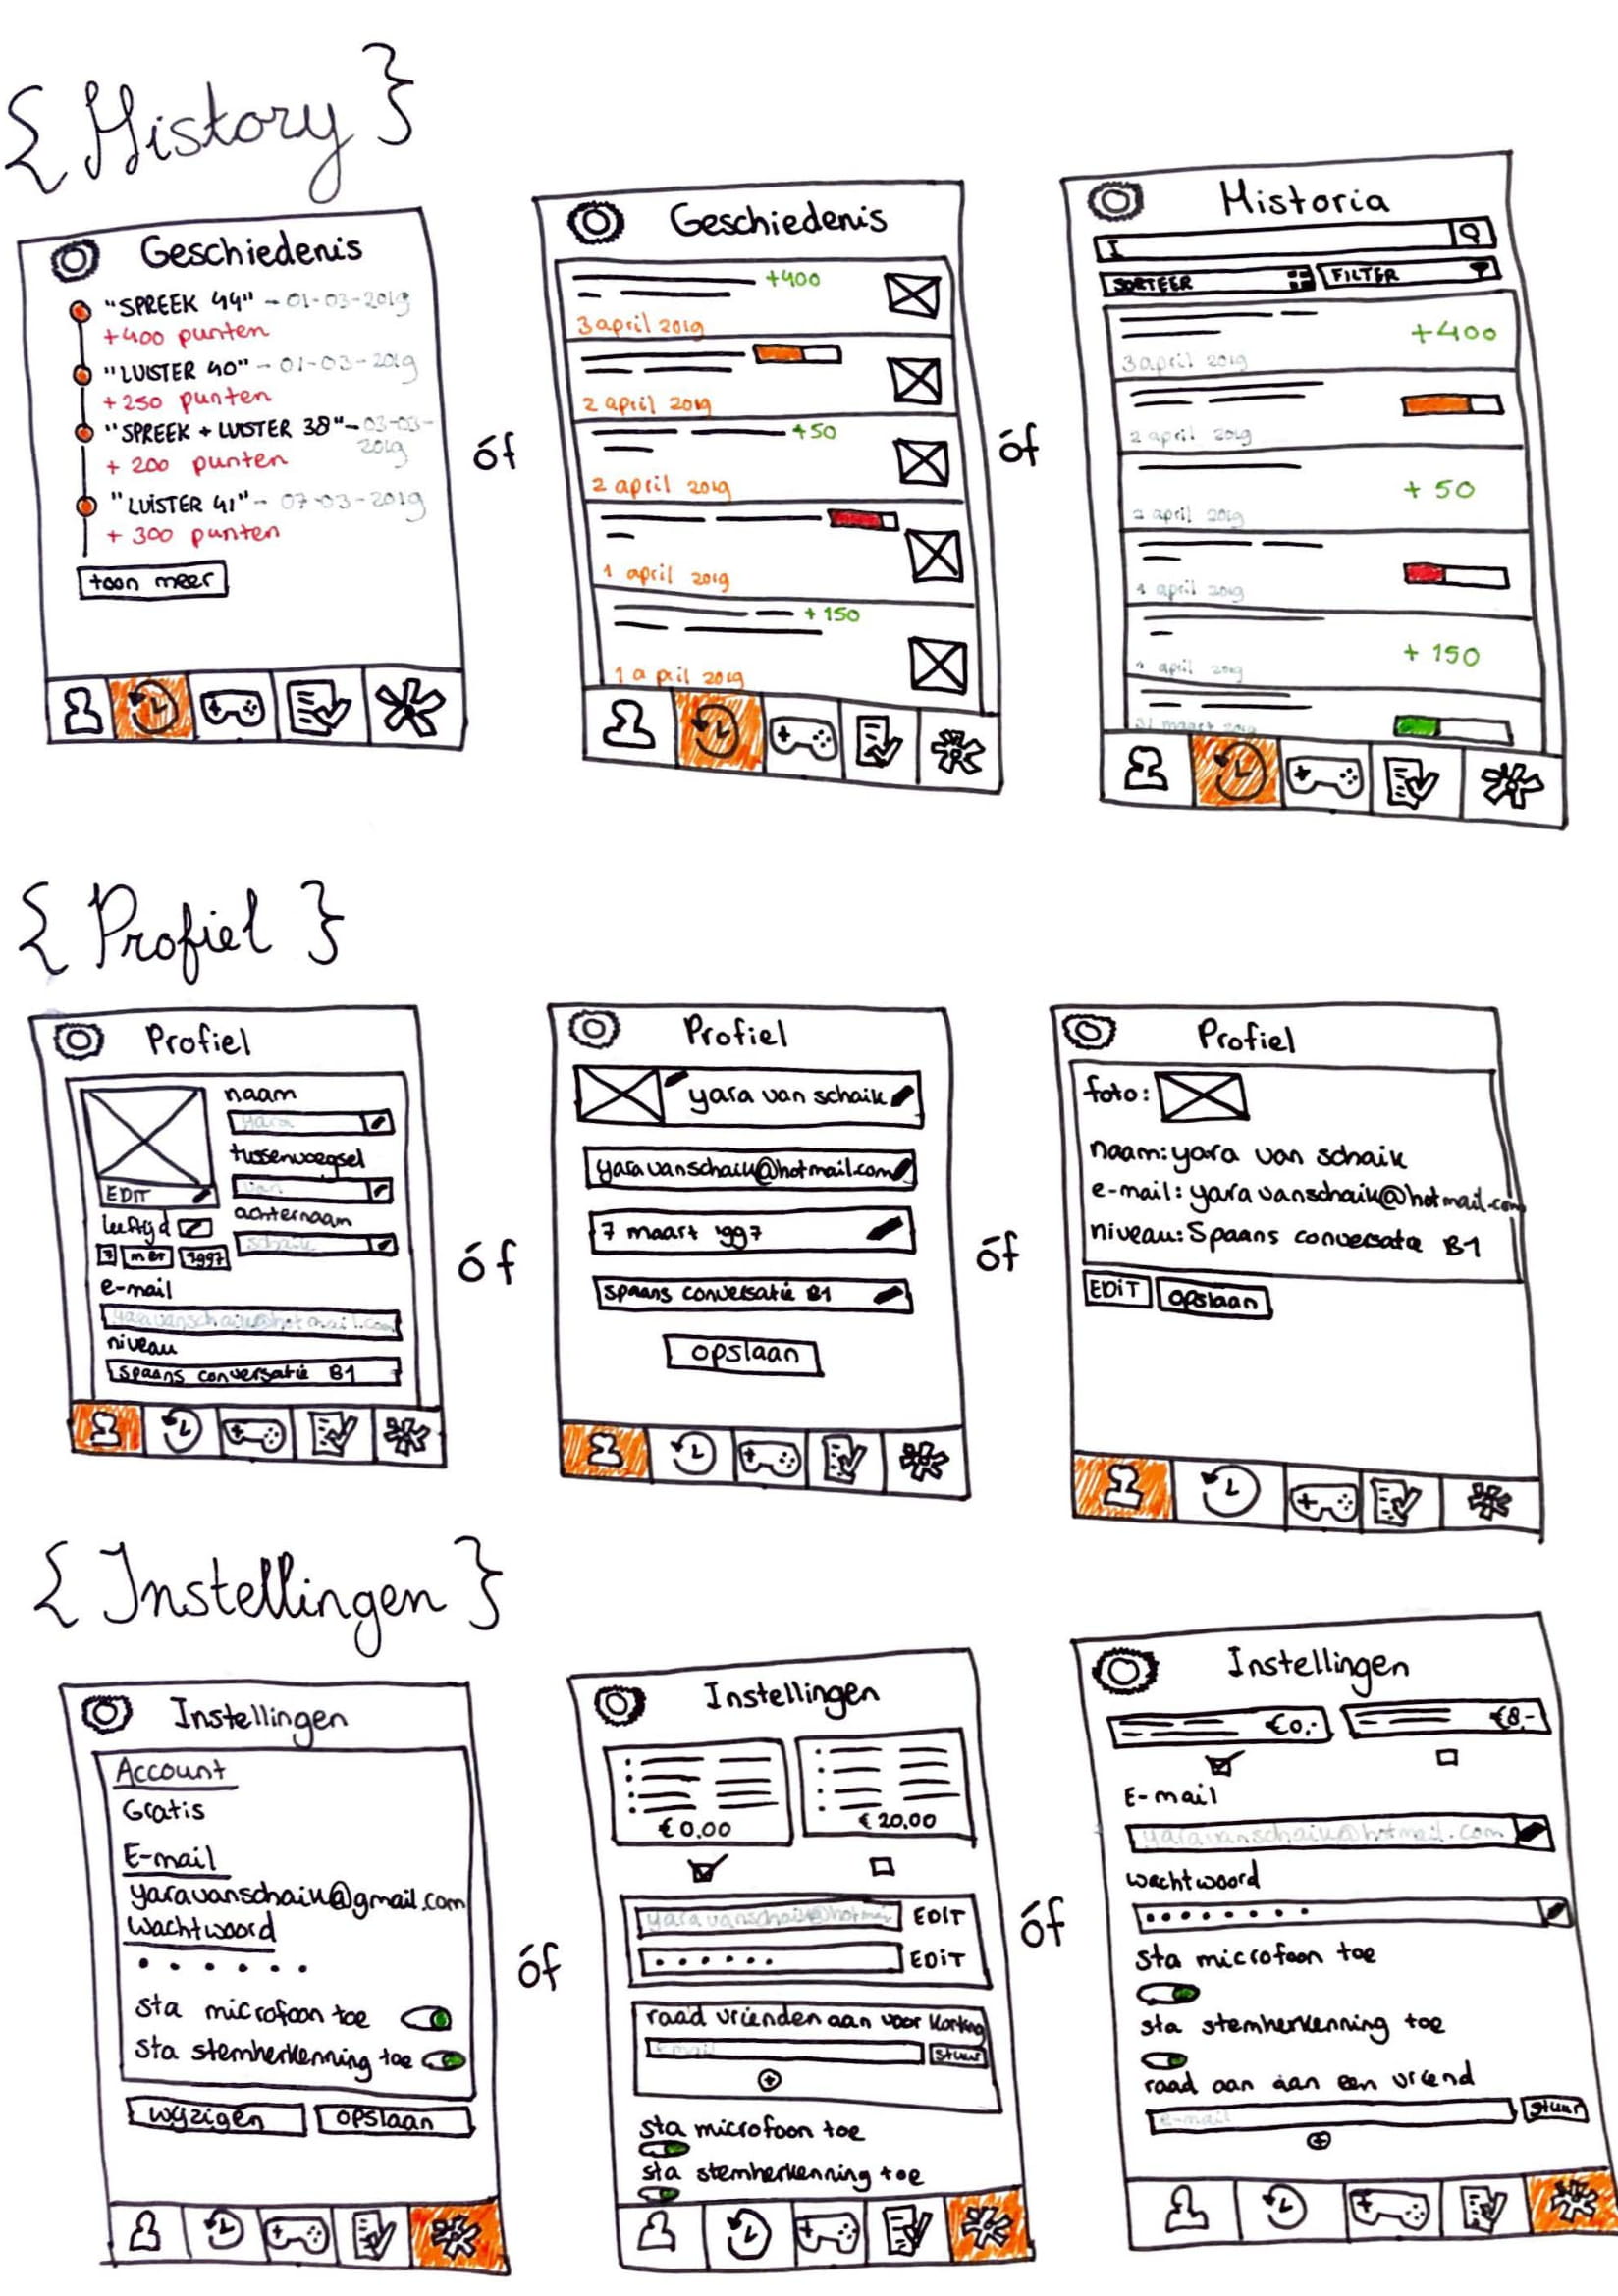 { History }
Geschiedenis
"SPREEK 44" - 01-03-2019
+400 punten
"LUISTER 40" - 01-03-2019
+250 punten
"SPREEK + LUISTER 38" - 03-03-
2019
+ 200 punten
"LUISTER 41" - 07-03-2019
+ 300 punten
toon meer
óf
Geschiedenis
+400
3 april 2019
2 april 2019
+50
2 april 2019
1 april 2019
+150
1 april 2019
óf
Historia
I
SORTEER
FILTER
+400
3 april 2019
2 april 2019
+ 50
2 april 2019
1 april 2019
+ 150
1 april 2019
31 maart 2019
{ Profiel }
Profiel
naam
yara
tussenvoegsel
van
EDIT
achternaam
schaik
leeftijd
7 mrt 1997
e-mail
yaravanschaik@hotmail.com
niveau
spaans conversatie B1
óf
Profiel
yara van schaik
yaravanschaik@hotmail.com
7 maart 1997
spaans conversatie B1
opslaan
óf
Profiel
foto:
naam: yara van schaik
e-mail: yaravanschaik@hotmail.com
niveau: Spaans conversatie B1
EDIT opslaan
{ Instellingen }
Instellingen
Account
Gratis
E-mail
yaravanschaik@gmail.com
Wachtwoord
sta microfoon toe
sta stemherkenning toe
wijzigen opslaan
óf
Instellingen
€ 0.00
€ 20,00
yaravanschaik@hotmai
EDIT
EDIT
raad vrienden aan voor korting
Email
stuur
sta microfoon toe
sta stemherkenning toe
óf
Instellingen
€0,-
€8,-
E-mail
yaravanschaik@hotmail.com
wachtwoord
sta microfoon toe
sta stemherkenning toe
raad aan aan een vriend
e-mail
stuur